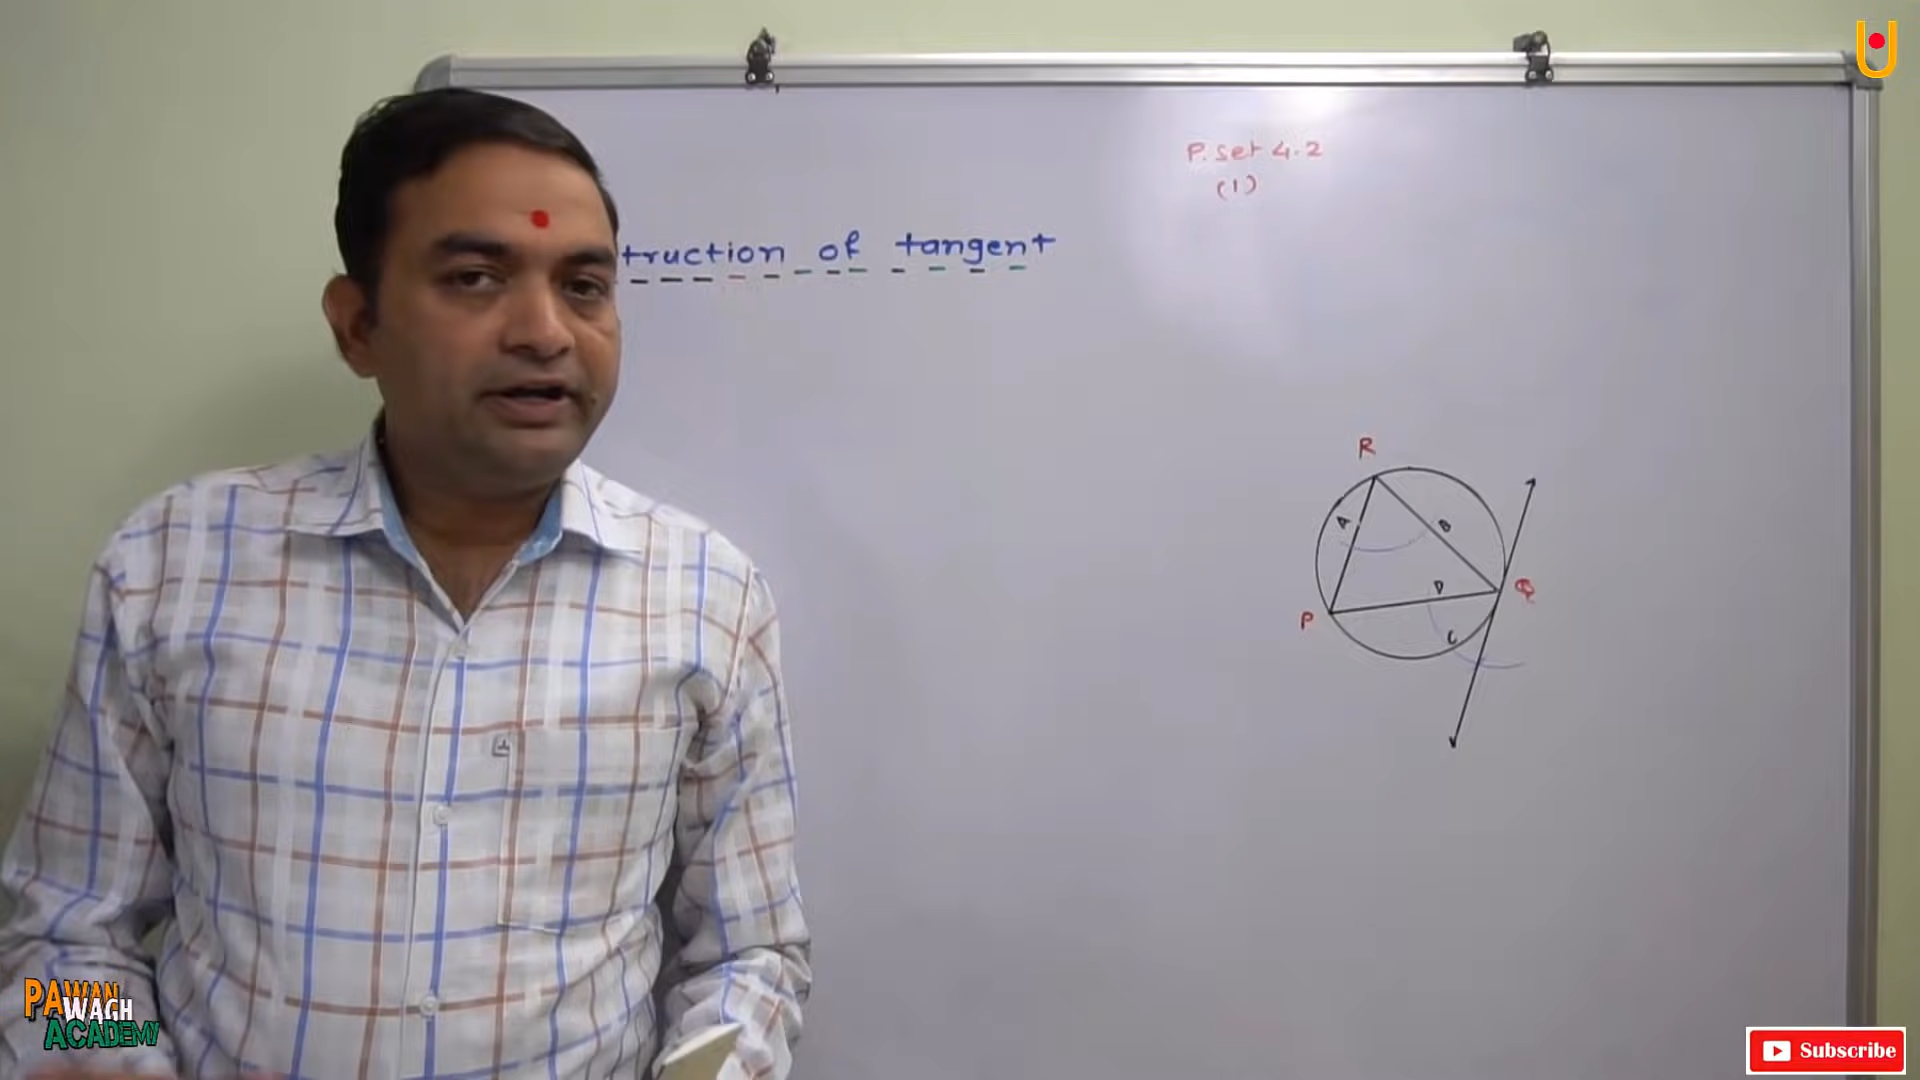 P. set 4.2
(1)
truction of tangent
R
A
B
D
Q
P
C
PAWAN
WAGH
ACADEMY
Subscribe